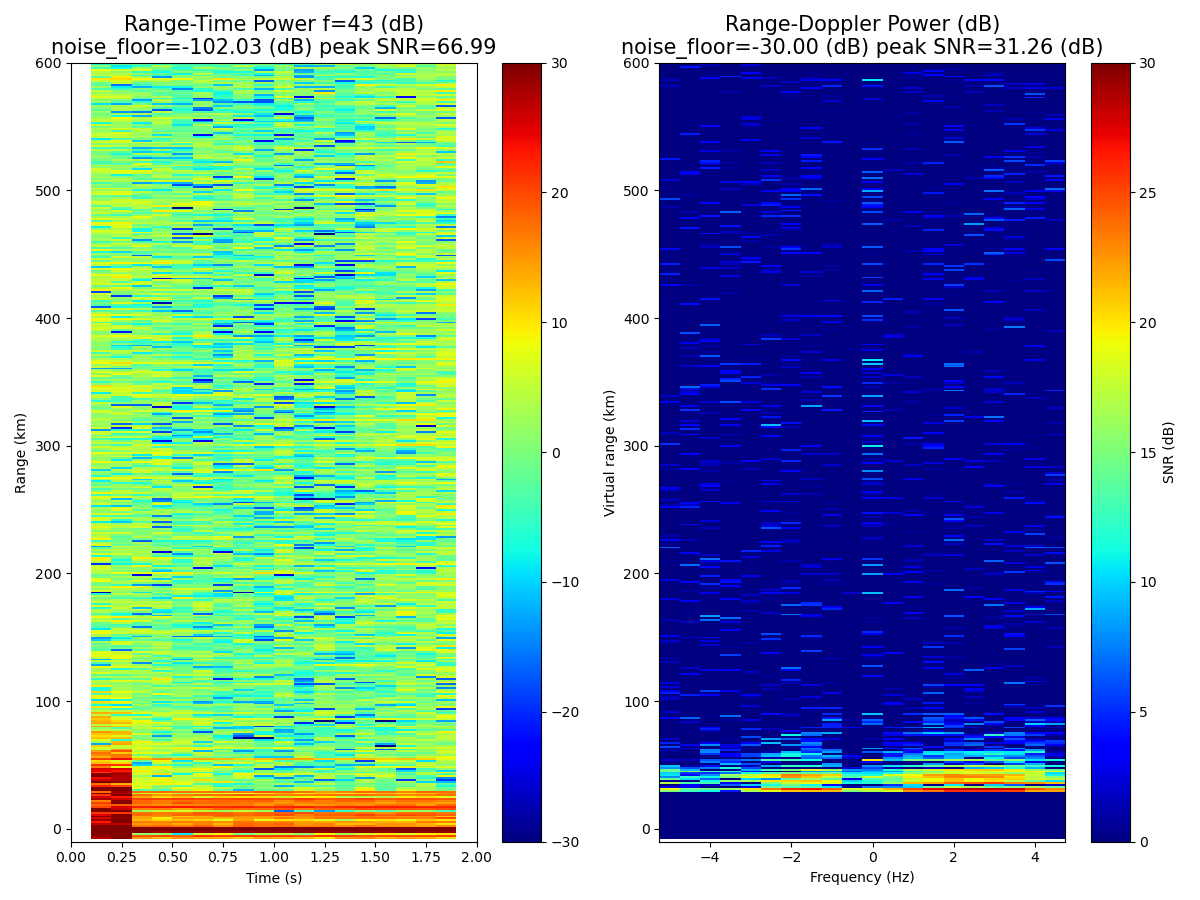 Range-Time Power f=43 (dB)
noise_floor=-102.03 (dB) peak SNR=66.99
Range-Doppler Power (dB)
noise_floor=-30.00 (dB) peak SNR=31.26 (dB)
600
500
400
300
200
100
0
Range (km)
0.00 0.25 0.50 0.75 1.00 1.25 1.50 1.75 2.00
Time (s)
30
20
10
0
−10
−20
−30
600
500
400
300
200
100
0
Virtual range (km)
−4 −2 0 2 4
Frequency (Hz)
30
25
20
15
10
5
0
SNR (dB)